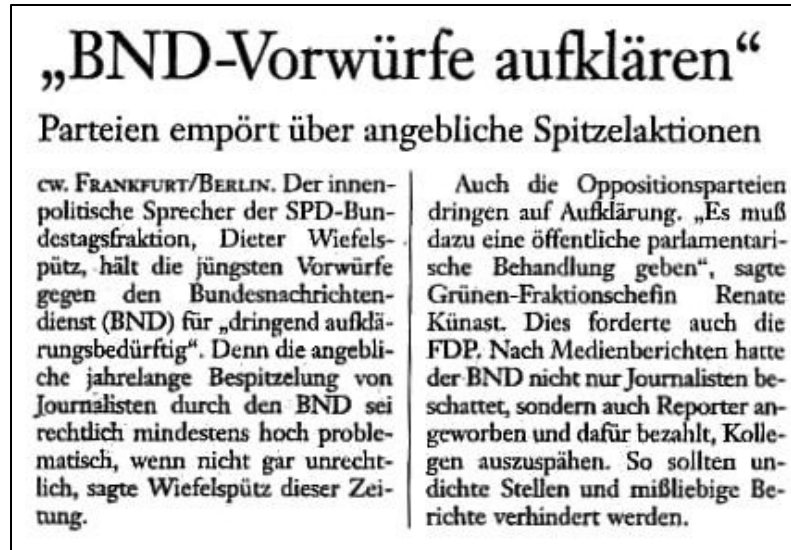 „BND-Vorwürfe aufklären“
Parteien empört über angebliche Spitzelaktionen
cw. FRANKFURT/BERLIN. Der innen-
politische Sprecher der SPD-Bun-
destagsfraktion, Dieter Wiefels-
pütz, hält die jüngsten Vorwürfe
gegen den Bundesnachrichten-
dienst (BND) für „dringend aufklä-
rungsbedürftig“. Denn die angebli-
che jahrelange Bespitzelung von
Journalisten durch den BND sei
rechtlich mindestens hoch proble-
matisch, wenn nicht gar unrecht-
lich, sagte Wiefelspütz dieser Zei-
tung.
Auch die Oppositionsparteien
dringen auf Aufklärung. „Es muß
dazu eine öffentliche parlamentari-
sche Behandlung geben“, sagte
Grünen-Fraktionschefin Renate
Künast. Dies forderte auch die
FDP. Nach Medienberichten hatte
der BND nicht nur Journalisten be-
schattet, sondern auch Reporter an-
geworben und dafür bezahlt, Kolle-
gen auszuspähen. So sollten un-
dichte Stellen und mißliebige Be-
richte verhindert werden.